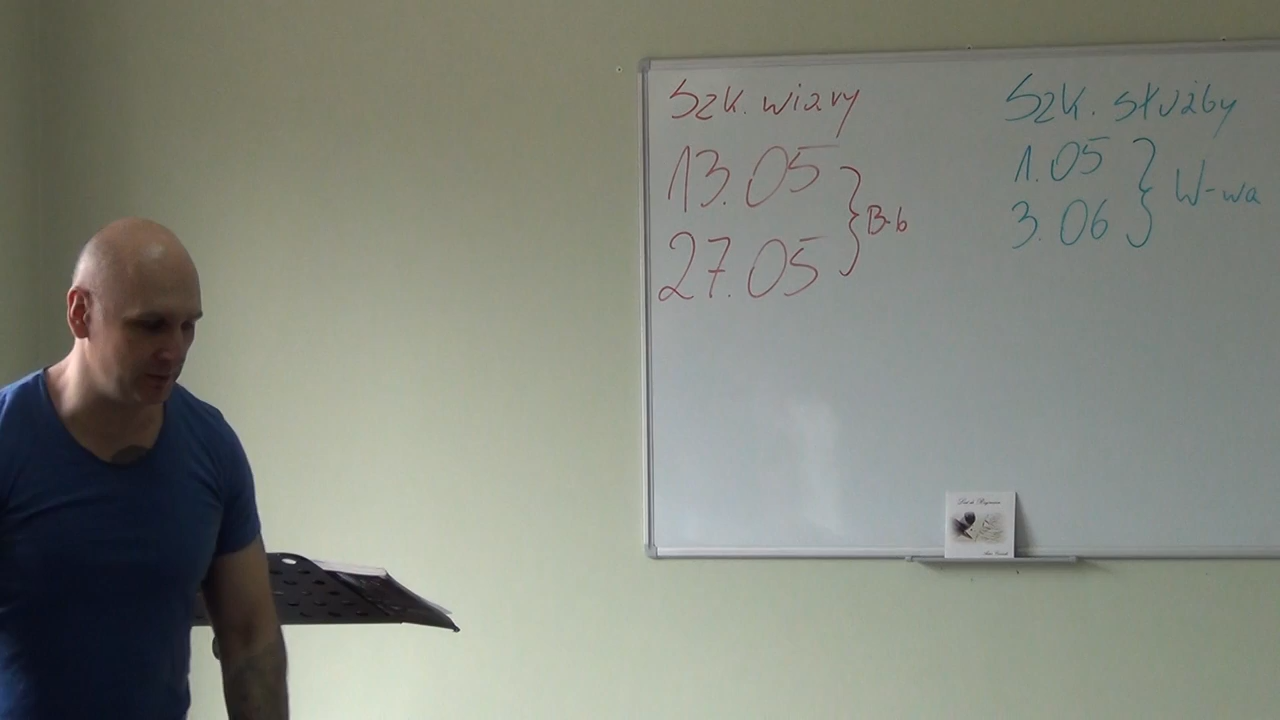 Szk. wiary
13.05
27.05
B-b
Szk. służby
1.05
3.06
W-wa